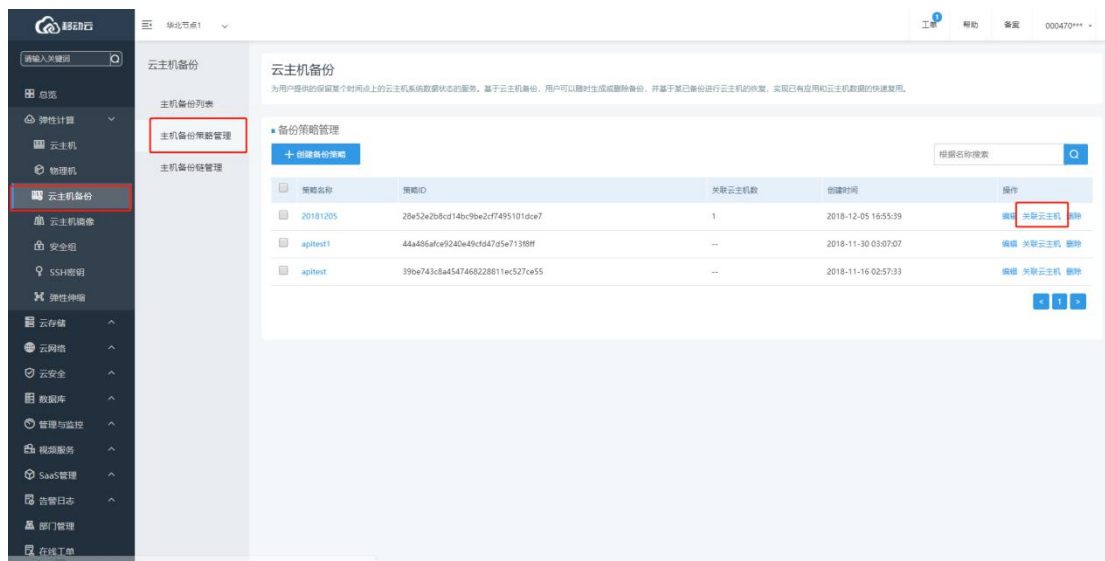 移动云
华北节点1
工单
1
帮助
备案
000470***
请输入关键词
总览
弹性计算
云主机
物理机
云主机备份
云主机镜像
安全组
SSH密钥
弹性伸缩
云存储
云网络
云安全
数据库
管理与监控
视频服务
SaaS管理
告警日志
部门管理
在线工单
云主机备份
主机备份列表
主机备份策略管理
主机备份链管理
云主机备份
为用户提供的保留某个时间点上的云主机系统数据状态的服务。基于云主机备份，用户可以随时生成或删除备份、并基于某已备份进行云主机的恢复，实现已有应用和云主机数据的快速复用。
备份策略管理
创建备份策略
根据名称搜索
策略名称 策略ID 关联云主机数 创建时间 操作
20181205 28e52e2b8cd14bc9be2cf7495101dce7 1 2018-12-05 16:55:39 编辑 关联云主机 删除
apitest1 44a486afce9240e49cfd47d5e713f8ff -- 2018-11-30 03:07:07 编辑 关联云主机 删除
apitest 39be743c8a4547468228811ec527ce55 -- 2018-11-16 02:57:33 编辑 关联云主机 删除
< 1 >